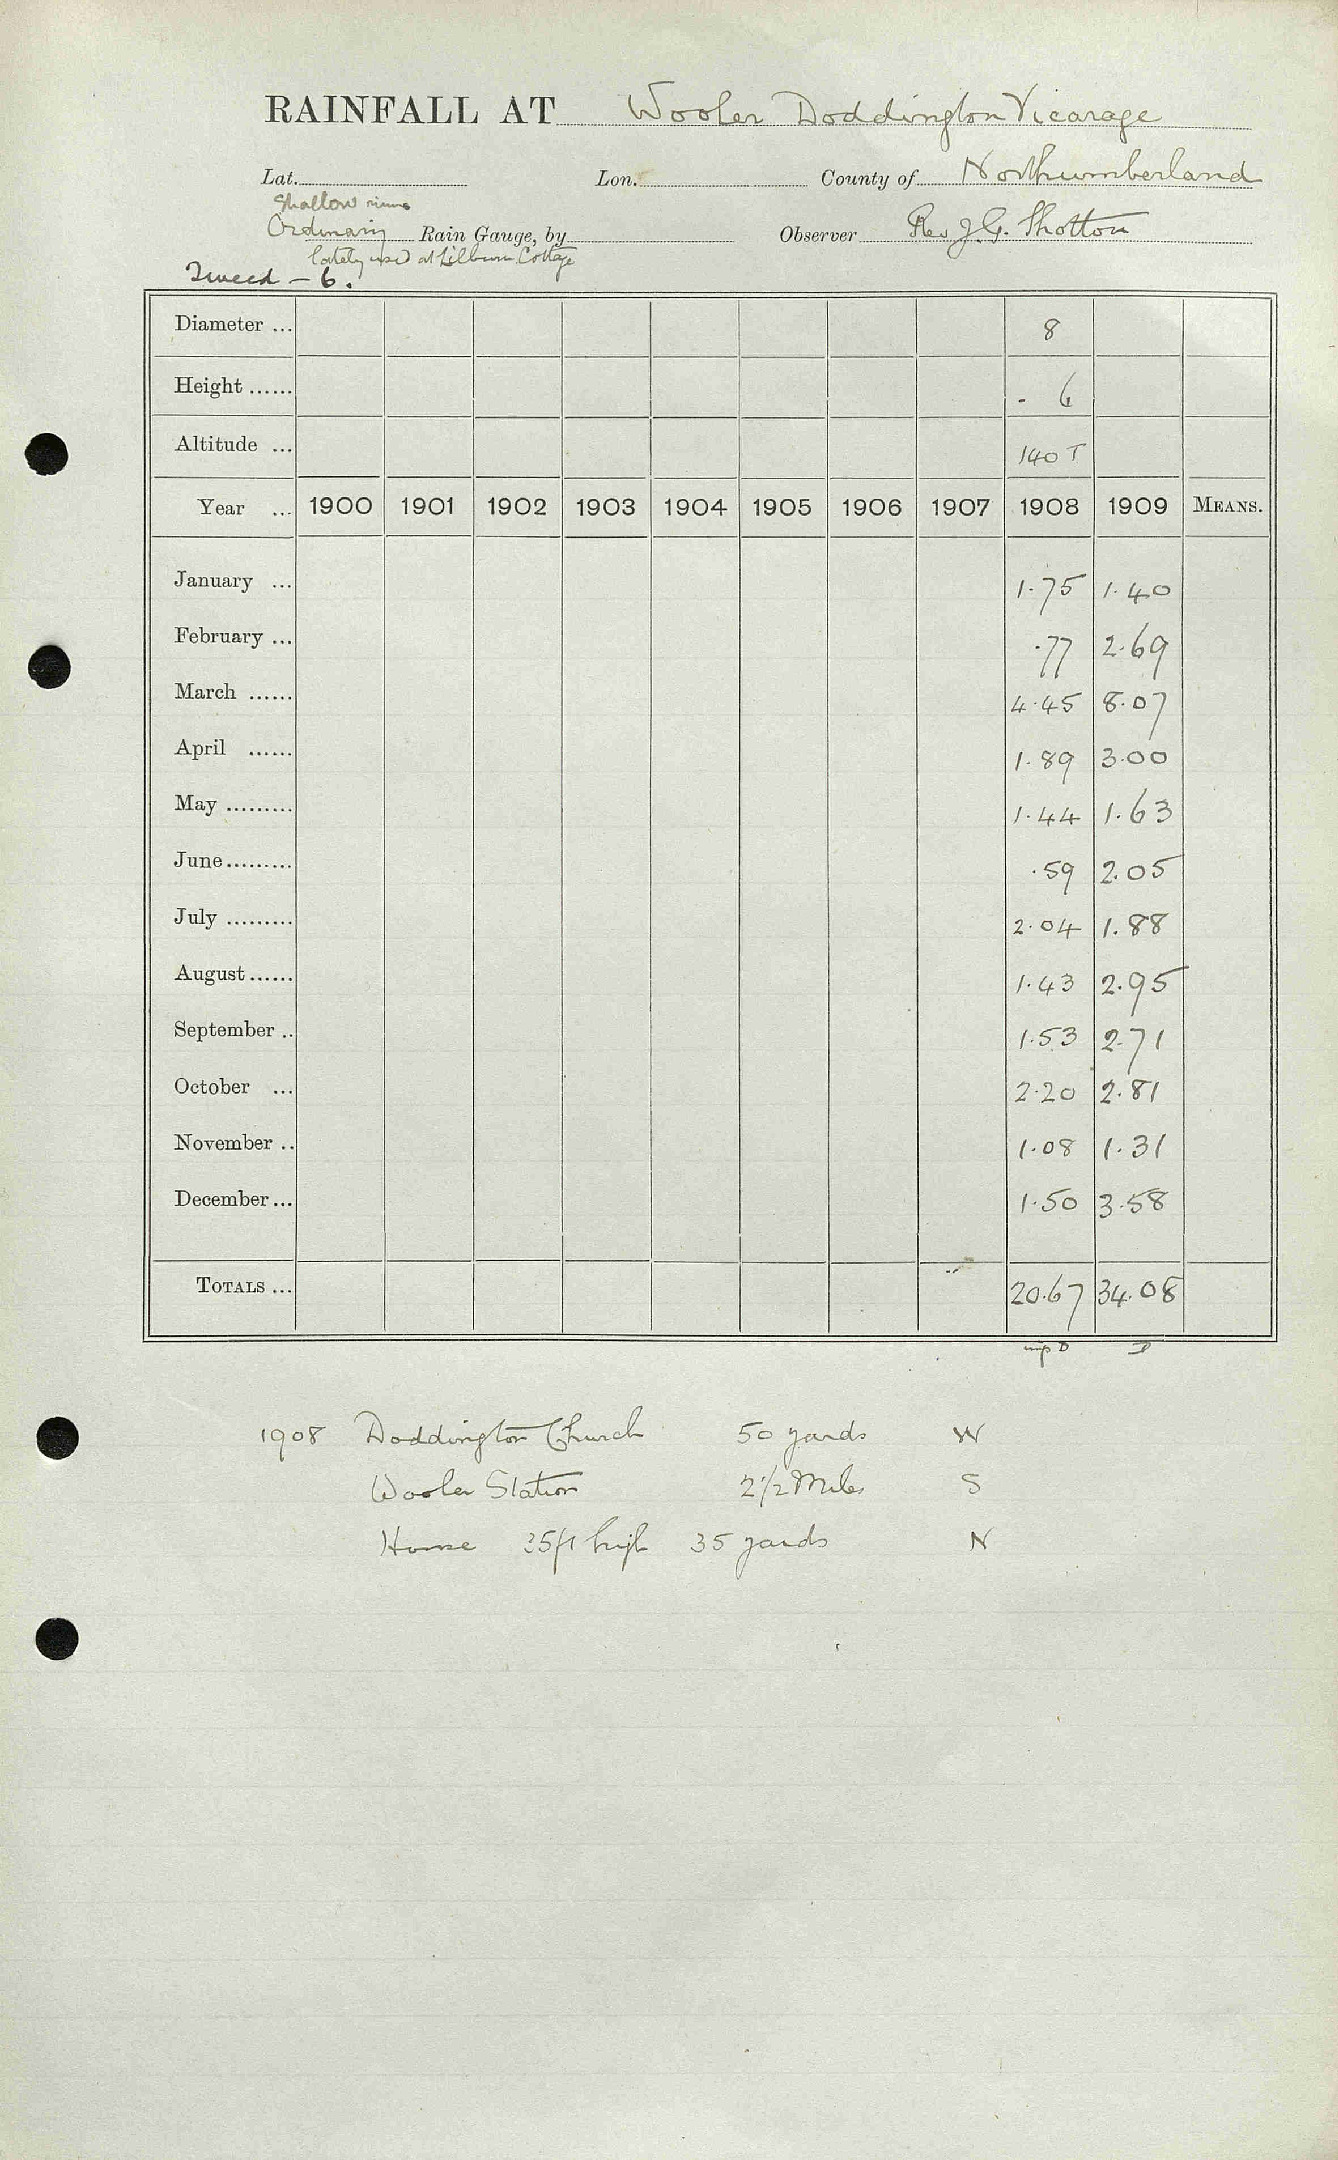 RAINFALL AT Wooler Doddington Vicarage
Lat. Lon. County of Northumberland
Shallow rims
Ordinary Rain Gauge, by Observer Rev J. G. Shotton
lately used at Lilburn Cottage
Tweed - 6.
Diameter ... 8
Height ...... - 6
Altitude ... 140 T
Year ... 1900 1901 1902 1903 1904 1905 1906 1907 1908 1909 MEANS.
January ... 1.75 1.40
February ... .77 2.69
March ...... 4.45 8.07
April ...... 1.89 3.00
May ......... 1.44 1.63
June ......... .59 2.05
July ......... 2.04 1.88
August ...... 1.43 2.95
September .. 1.53 2.71
October ... 2.20 2.81
November .. 1.08 1.31
December ... 1.50 3.58
TOTALS ... 20.67 34.08
1908 Doddington Church 50 yards W
Wooler Station 2 1/2 Miles S
House 35ft high 35 yards N